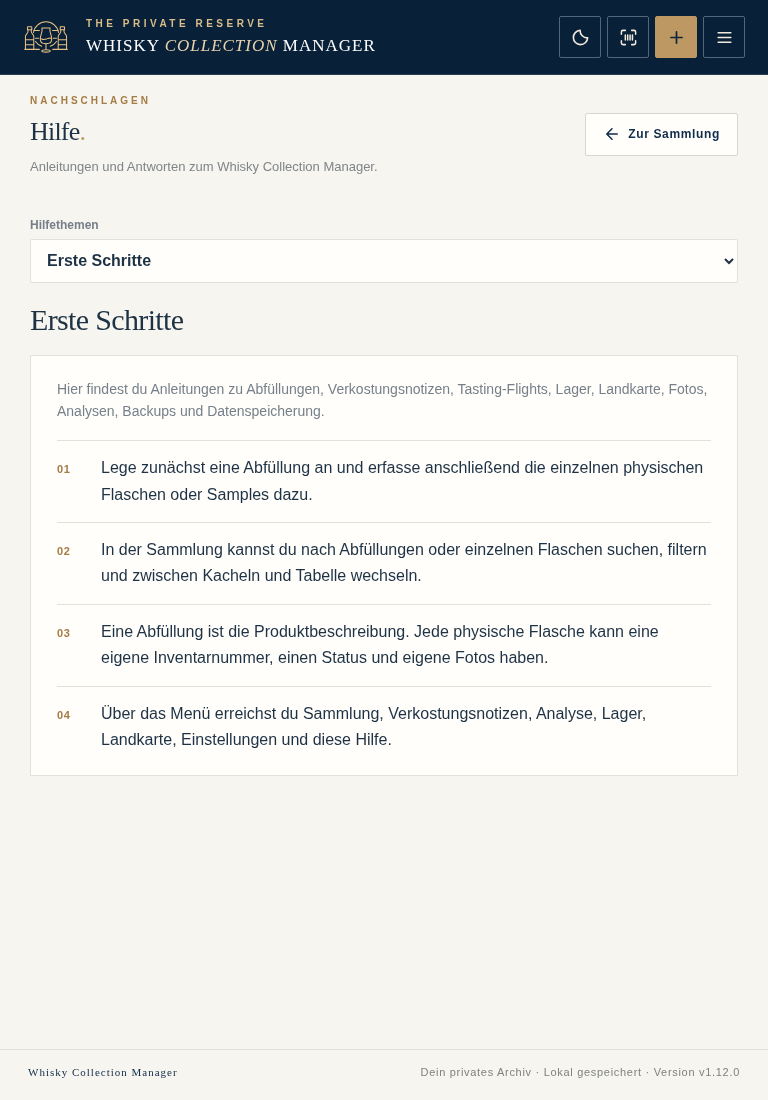 THE PRIVATE RESERVE
WHISKY COLLECTION MANAGER
NACHSCHLAGEN
Hilfe.
Zur Sammlung
Anleitungen und Antworten zum Whisky Collection Manager.
Hilfethemen
Erste Schritte
Erste Schritte
Hier findest du Anleitungen zu Abfüllungen, Verkostungsnotizen, Tasting-Flights, Lager, Landkarte, Fotos,
Analysen, Backups und Datenspeicherung.
01 Lege zunächst eine Abfüllung an und erfasse anschließend die einzelnen physischen
Flaschen oder Samples dazu.
02 In der Sammlung kannst du nach Abfüllungen oder einzelnen Flaschen suchen, filtern
und zwischen Kacheln und Tabelle wechseln.
03 Eine Abfüllung ist die Produktbeschreibung. Jede physische Flasche kann eine
eigene Inventarnummer, einen Status und eigene Fotos haben.
04 Über das Menü erreichst du Sammlung, Verkostungsnotizen, Analyse, Lager,
Landkarte, Einstellungen und diese Hilfe.
Whisky Collection Manager
Dein privates Archiv · Lokal gespeichert · Version v1.12.0